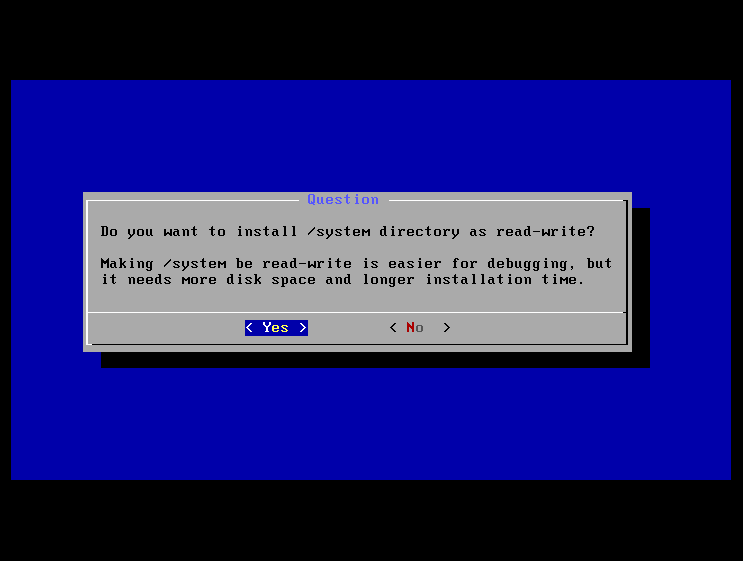 Question
Do you want to install /system directory as read-write?
Making /system be read-write is easier for debugging, but
it needs more disk space and longer installation time.
< Yes > < No >